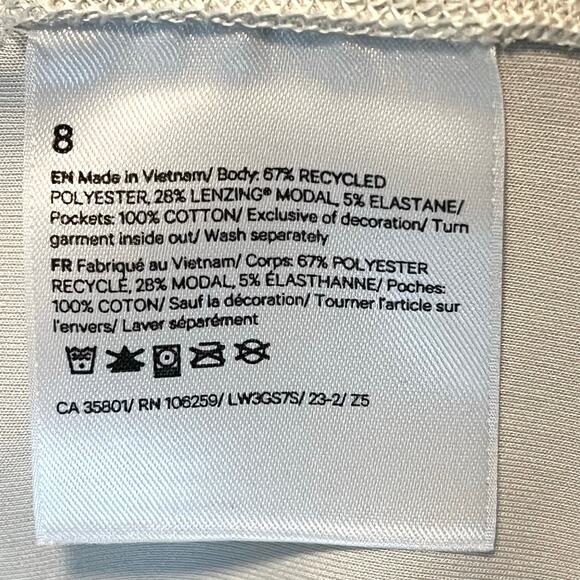 8
EN Made in Vietnam/ Body: 67% RECYCLED
POLYESTER, 28% LENZING® MODAL, 5% ELASTANE/
Pockets: 100% COTTON/ Exclusive of decoration/ Turn
garment inside out/ Wash separately
FR Fabriqué au Vietnam/ Corps: 67% POLYESTER
RECYCLÉ, 28% MODAL, 5% ÉLASTHANNE/ Poches:
100% COTON/ Sauf la décoration/ Tourner l'article sur
l'envers/ Laver séparément
CA 35801/ RN 106259/ LW3GS7S/ 23-2/ Z5